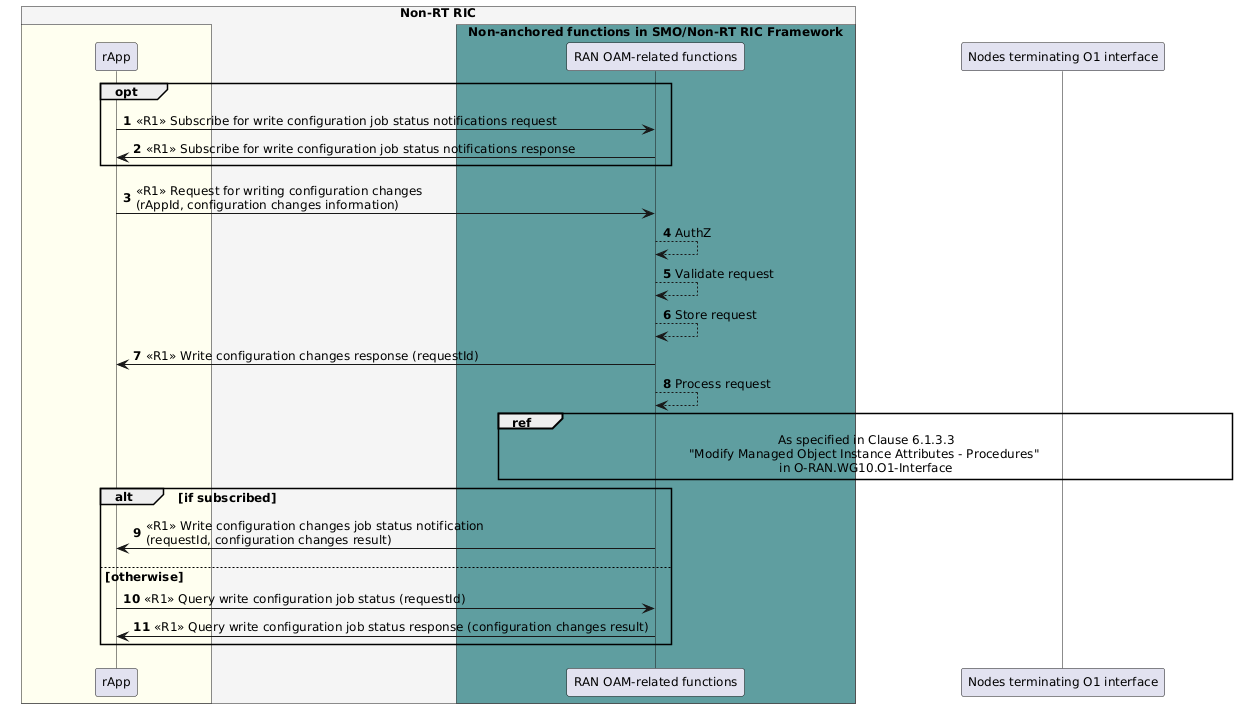 Non-RT RIC
Non-anchored functions in SMO/Non-RT RIC Framework
rApp
RAN OAM-related functions
Nodes terminating O1 interface
opt
1 «R1» Subscribe for write configuration job status notifications request
2 «R1» Subscribe for write configuration job status notifications response
3 «R1» Request for writing configuration changes
(rAppId, configuration changes information)
4 AuthZ
5 Validate request
6 Store request
7 «R1» Write configuration changes response (requestId)
8 Process request
ref
As specified in Clause 6.1.3.3
"Modify Managed Object Instance Attributes - Procedures"
in O-RAN.WG10.O1-Interface
alt [if subscribed]
9 «R1» Write configuration changes job status notification
(requestId, configuration changes result)
[otherwise]
10 «R1» Query write configuration job status (requestId)
11 «R1» Query write configuration job status response (configuration changes result)
rApp
RAN OAM-related functions
Nodes terminating O1 interface